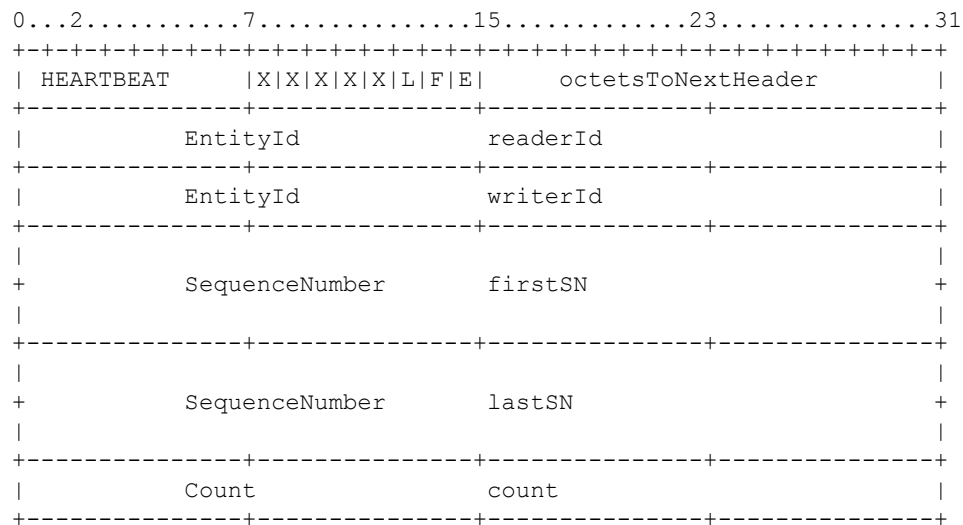 0...2...........7...............15.............23...............31
+-+-+-+-+-+-+-+-+-+-+-+-+-+-+-+-+-+-+-+-+-+-+-+-+-+-+-+-+-+-+-+-+
| HEARTBEAT     |X|X|X|X|X|L|F|E|     octetsToNextHeader        |
+---------------+---------------+---------------+---------------+
|           EntityId            readerId                        |
+---------------+---------------+---------------+---------------+
|           EntityId            writerId                        |
+---------------+---------------+---------------+---------------+
|                                                               |
+           SequenceNumber      firstSN                         +
|                                                               |
+---------------+---------------+---------------+---------------+
|                                                               |
+           SequenceNumber      lastSN                          +
|                                                               |
+---------------+---------------+---------------+---------------+
|           Count               count                           |
+---------------+---------------+---------------+---------------+